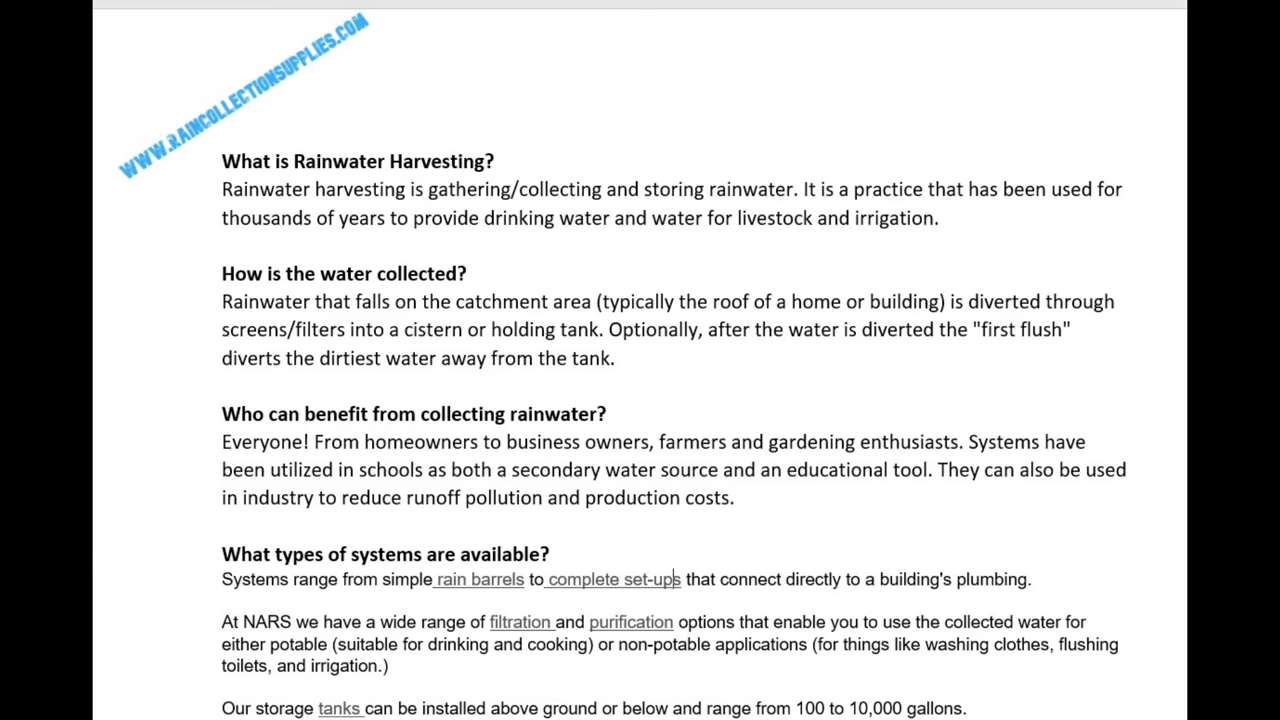 WWW.RAINCOLLECTIONSUPPLIES.COM
What is Rainwater Harvesting?
Rainwater harvesting is gathering/collecting and storing rainwater. It is a practice that has been used for
thousands of years to provide drinking water and water for livestock and irrigation.
How is the water collected?
Rainwater that falls on the catchment area (typically the roof of a home or building) is diverted through
screens/filters into a cistern or holding tank. Optionally, after the water is diverted the "first flush"
diverts the dirtiest water away from the tank.
Who can benefit from collecting rainwater?
Everyone! From homeowners to business owners, farmers and gardening enthusiasts. Systems have
been utilized in schools as both a secondary water source and an educational tool. They can also be used
in industry to reduce runoff pollution and production costs.
What types of systems are available?
Systems range from simple rain barrels to complete set-ups that connect directly to a building's plumbing.
At NARS we have a wide range of filtration and purification options that enable you to use the collected water for
either potable (suitable for drinking and cooking) or non-potable applications (for things like washing clothes, flushing
toilets, and irrigation.)
Our storage tanks can be installed above ground or below and range from 100 to 10,000 gallons.